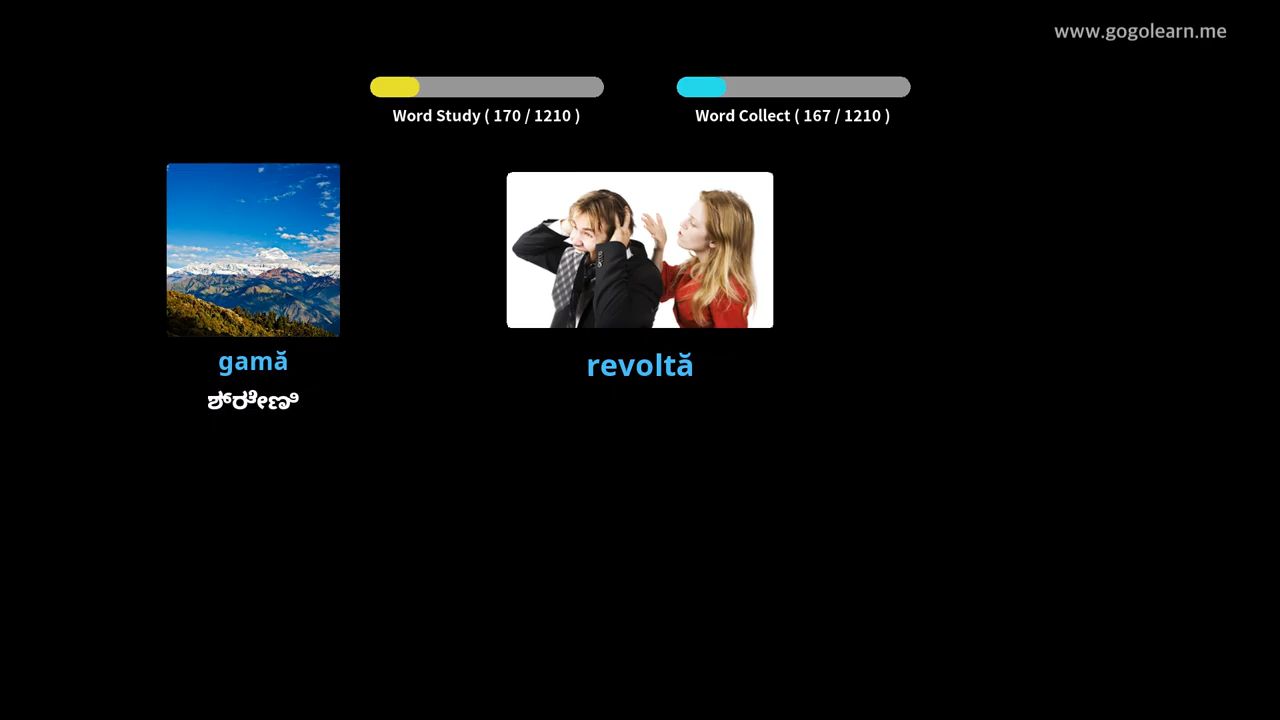 www.gogolearn.me
Word Study ( 170 / 1210 )
Word Collect ( 167 / 1210 )
gamă
ಶ್ರೇಣಿ
revoltă